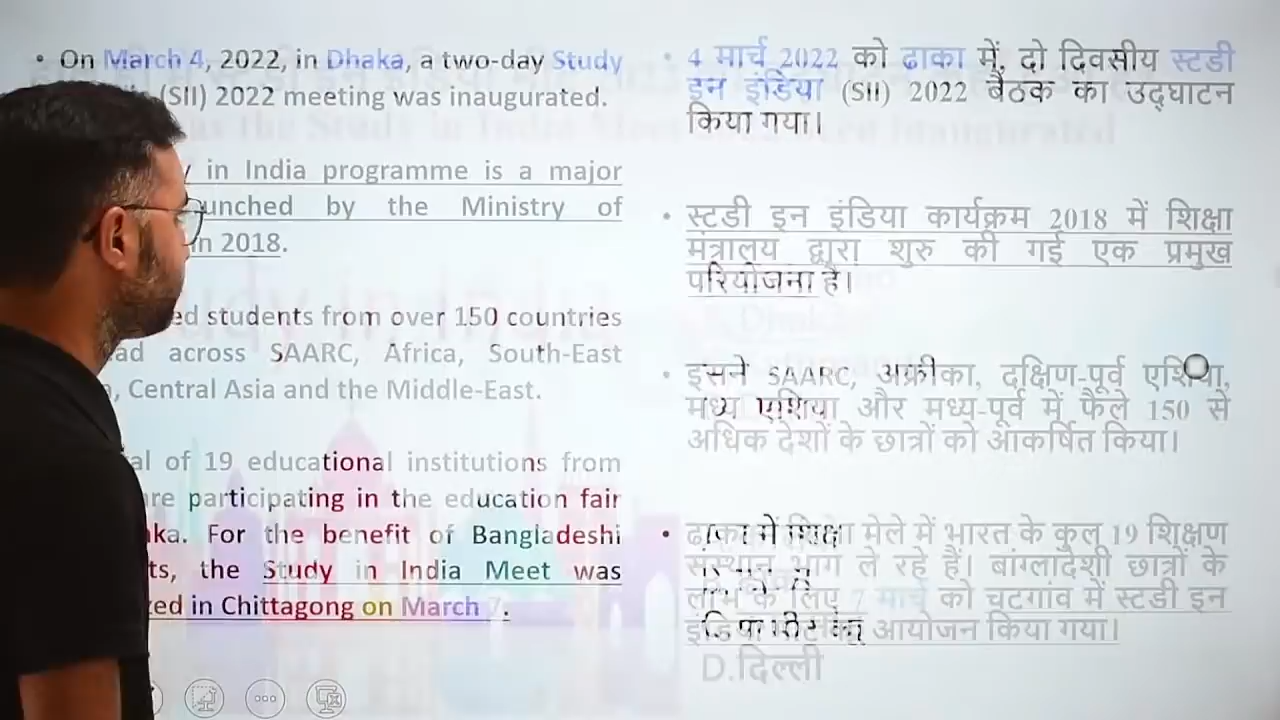 On March 4, 2022, in Dhaka, a two-day Study
(SII) 2022 meeting was inaugurated.
in India programme is a major
unched by the Ministry of
in 2018.
ed students from over 150 countries
ad across SAARC, Africa, South-East
, Central Asia and the Middle-East.
al of 19 educational institutions from
re participating in the education fair
ka. For the benefit of Bangladeshi
ts, the Study in India Meet was
zed in Chittagong on March 7.
4 मार्च 2022 को ढाका में, दो दिवसीय स्टडी
इन इंडिया (SII) 2022 बैठक का उद्घाटन
किया गया।
स्टडी इन इंडिया कार्यक्रम 2018 में शिक्षा
मंत्रालय द्वारा शुरु की गई एक प्रमुख
परियोजना है।
इसने SAARC, अफ्रीका, दक्षिण-पूर्व एशिया,
मध्य एशिया और मध्य-पूर्व में फैले 150 से
अधिक देशों के छात्रों को आकर्षित किया।
ढाका में मेले में भारत के कुल 19 शिक्षण
संस्थान भाग ले रहे हैं। बांग्लादेशी छात्रों के
लाभ के लिए 7 मार्च को चटगांव में स्टडी इन
इंडिया आयोजन किया गया।
D.दिल्ली